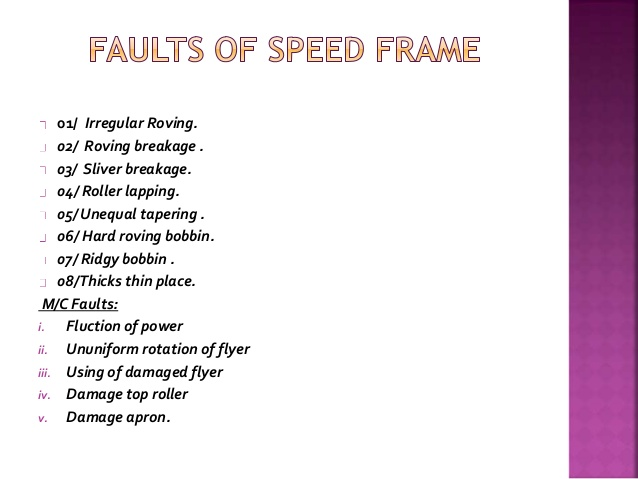 FAULTS OF SPEED FRAME
01/ Irregular Roving.
02/ Roving breakage .
03/ Sliver breakage.
04/ Roller lapping.
05/Unequal tapering .
06/ Hard roving bobbin.
07/ Ridgy bobbin .
08/Thicks thin place.
M/C Faults:
i. Fluction of power
ii. Ununiform rotation of flyer
iii. Using of damaged flyer
iv. Damage top roller
v. Damage apron.